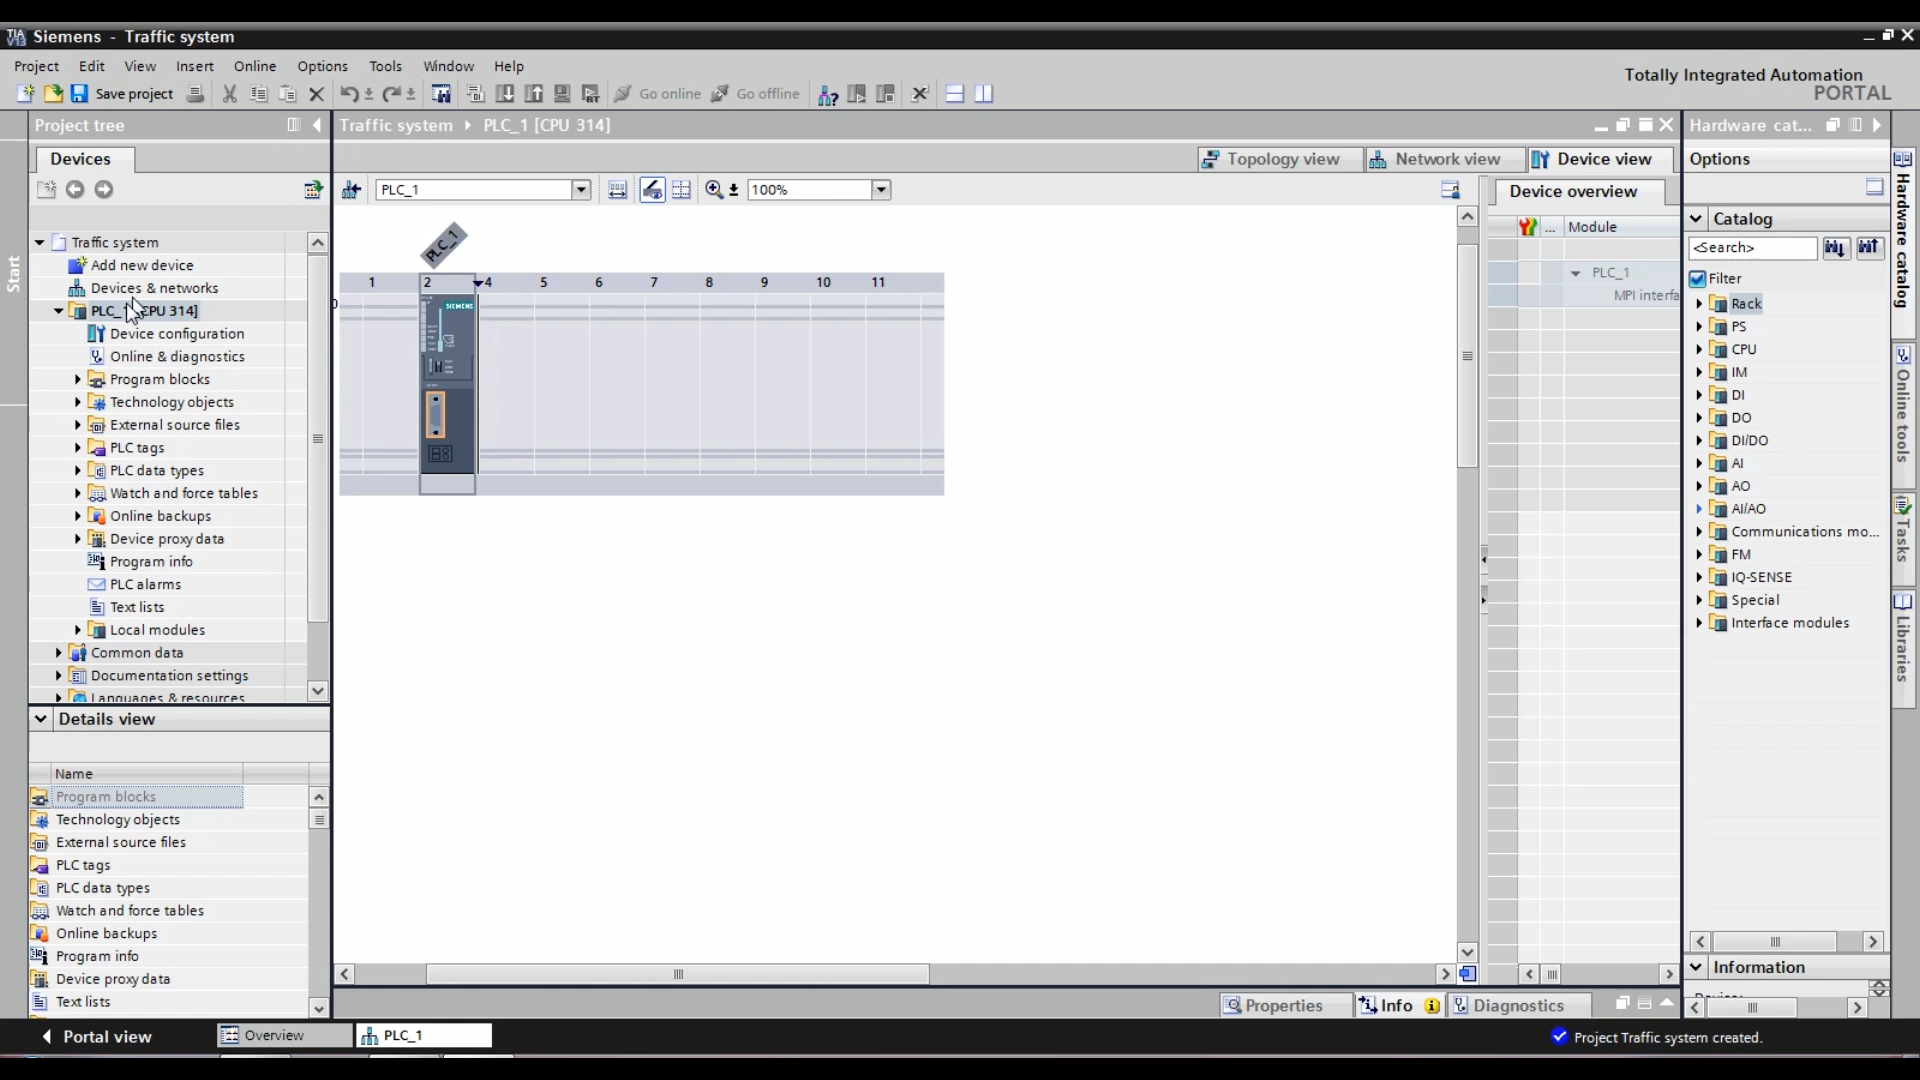 Siemens - Traffic system
Project Edit View Insert Online Options Tools Window Help
Totally Integrated Automation
PORTAL
Save project
Go online
Go offline
Project tree
Traffic system
PLC_1 [CPU 314]
Hardware cat...
Devices
Topology view
Network view
Device view
Options
PLC_1
100%
Device overview
Start
Traffic system
Add new device
Devices & networks
Device configuration
Online & diagnostics
Program blocks
Technology objects
External source files
PLC tags
PLC data types
Watch and force tables
Online backups
Device proxy data
Program info
PLC alarms
Text lists
Local modules
Common data
Documentation settings
Languages & resources
Details view
Name
Program blocks
Technology objects
External source files
PLC tags
PLC data types
Watch and force tables
Online backups
Program info
Device proxy data
Text lists
PLC_1
1 2 4 5 6 7 8 9 10 11
SIEMENS
... Module
PLC_1
MPI interfa
Catalog
<Search>
Filter
Rack
PS
CPU
IM
DI
DO
DI/DO
AI
AO
AI/AO
Communications mo...
FM
IQ-SENSE
Special
Interface modules
Information
Hardware catalog
Online tools
Tasks
Libraries
Properties
Info
Diagnostics
Portal view
Overview
PLC_1
Project Traffic system created.